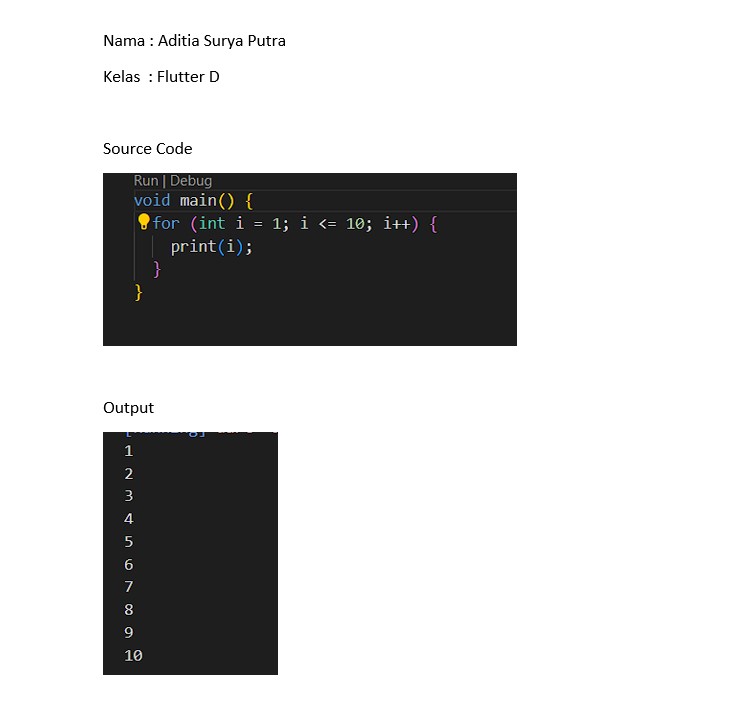 Nama : Aditia Surya Putra
Kelas : Flutter D
Source Code
Run | Debug
void main() {
for (int i = 1; i <= 10; i++) {
print(i);
}
}
Output
1
2
3
4
5
6
7
8
9
10